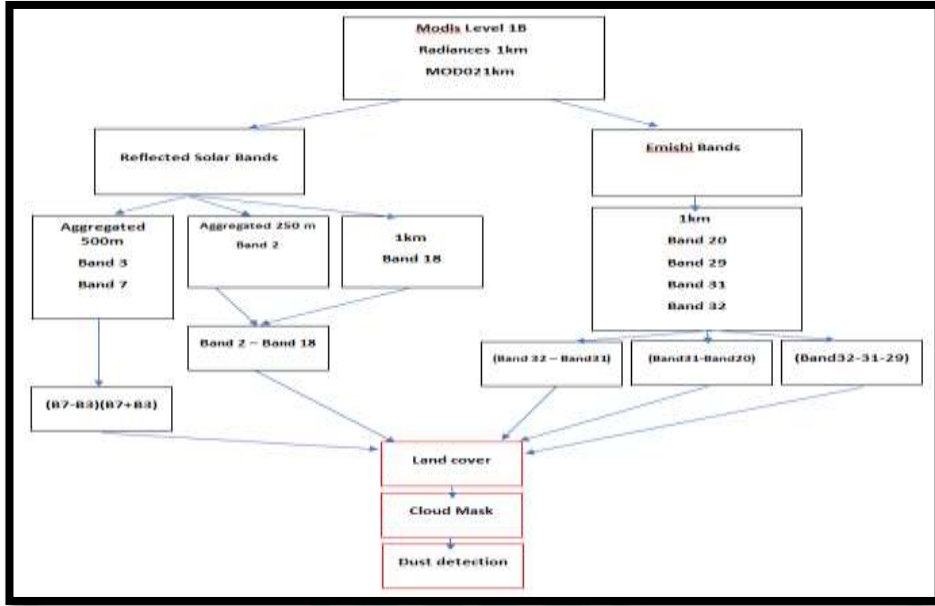 Modis Level 1B
Radiances 1km
MOD021km
Reflected Solar Bands
Emishi Bands
Aggregated
500m
Band 3
Band 7
Aggregated 250 m
Band 2
1km
Band 18
1km
Band 20
Band 29
Band 31
Band 32
Band 2 – Band 18
(Band 32 – Band31)
(Band31-Band20)
(Band32-31-29)
(B7-B3)(B7+B3)
Land cover
Cloud Mask
Dust detection